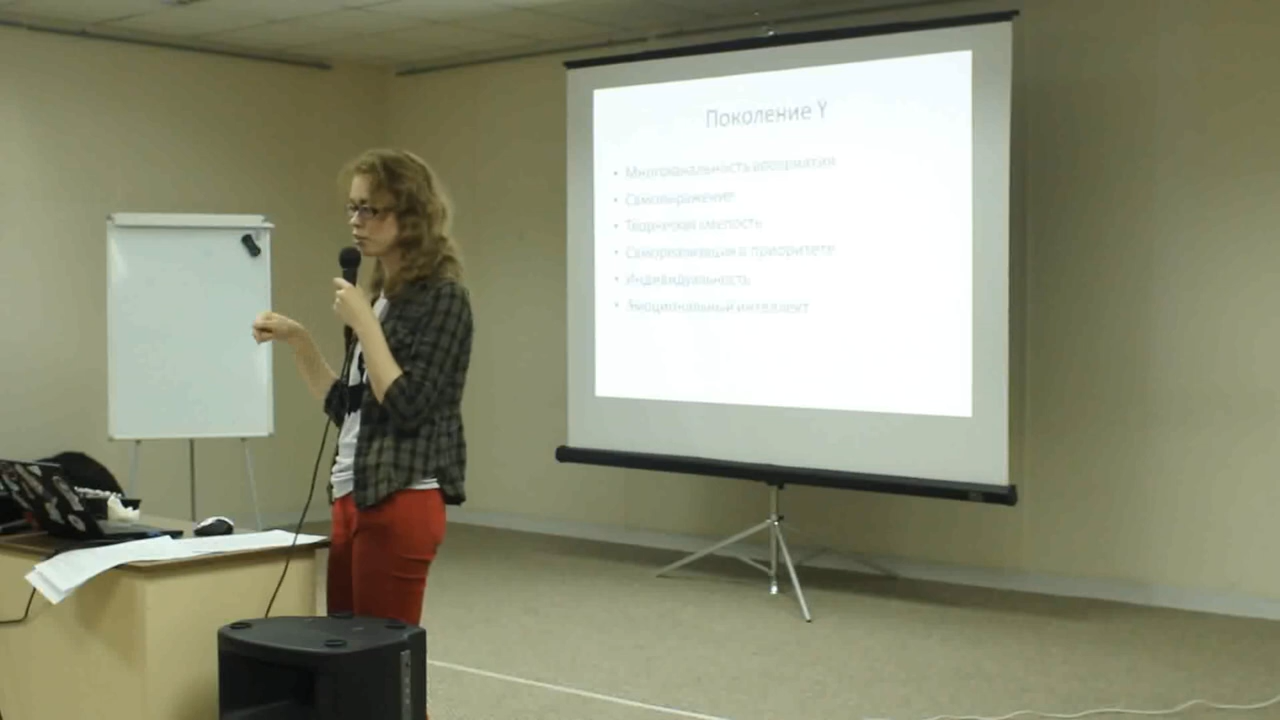 Поколение Y
• Многоканальность восприятия
• Самовыражение
• Творческая смелость
• Самореализация в приоритете
• Индивидуальность
• Эмоциональный интеллект